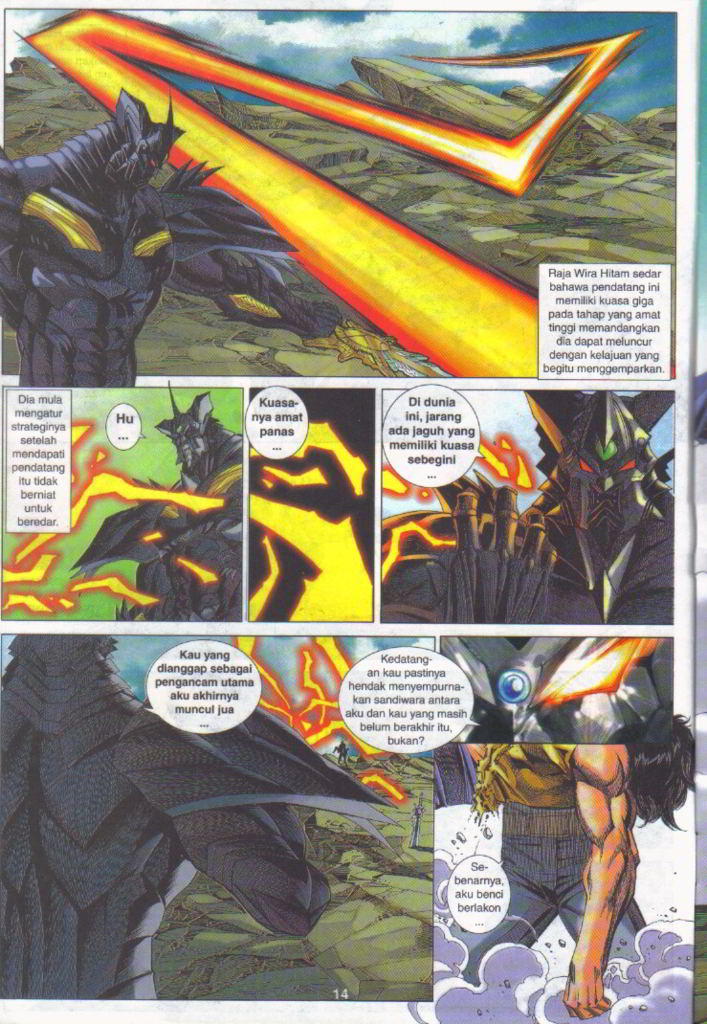 Raja Wira Hitam sedar
bahawa pendatang ini
memiliki kuasa giga
pada tahap yang amat
tinggi memandangkan
dia dapat meluncur
dengan kelajuan yang
begitu menggemparkan.
Dia mula
mengatur
strateginya
setelah
mendapati
pendatang
itu tidak
berniat
untuk
beredar.
Hu
...
Kuasa-
nya amat
panas
...
Di dunia
ini, jarang
ada jaguh yang
memiliki kuasa
sebegini
...
Kau yang
dianggap sebagai
pengancam utama
aku akhirnya
muncul jua
...
Kedatang-
an kau pastinya
hendak menyempurna-
kan sandiwara antara
aku dan kau yang masih
belum berakhir itu,
bukan?
Se-
benarnya,
aku benci
berlakon
...
14